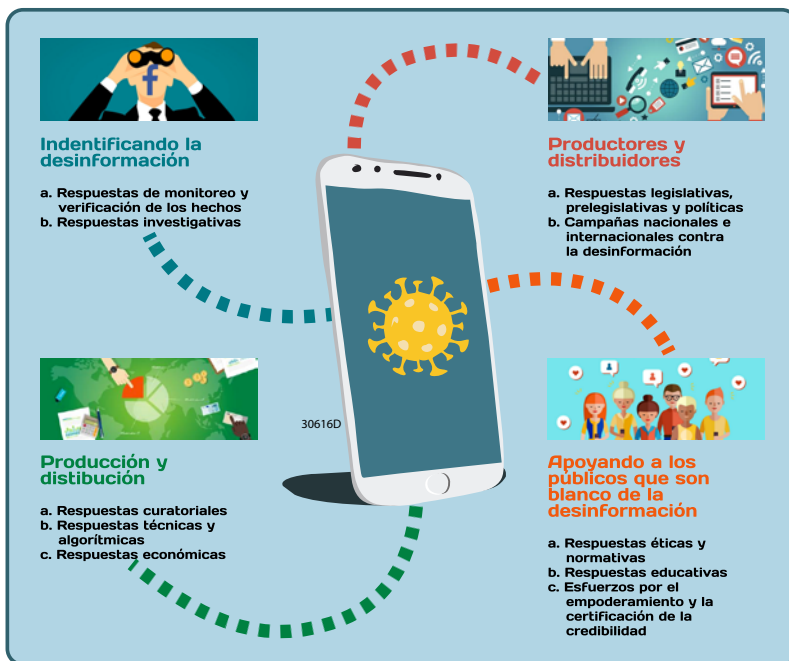 Indentificando la
desinformación
a. Respuestas de monitoreo y
verificación de los hechos
b. Respuestas investigativas
Productores y
distribuidores
a. Respuestas legislativas,
prelegislativas y políticas
b. Campañas nacionales e
internacionales contra
la desinformación
30616D
Producción y
distibución
a. Respuestas curatoriales
b. Respuestas técnicas y
algorítmicas
c. Respuestas económicas
Apoyando a los
públicos que son
blanco de la
desinformación
a. Respuestas éticas y
normativas
b. Respuestas educativas
c. Esfuerzos por el
empoderamiento y la
certificación de la
credibilidad